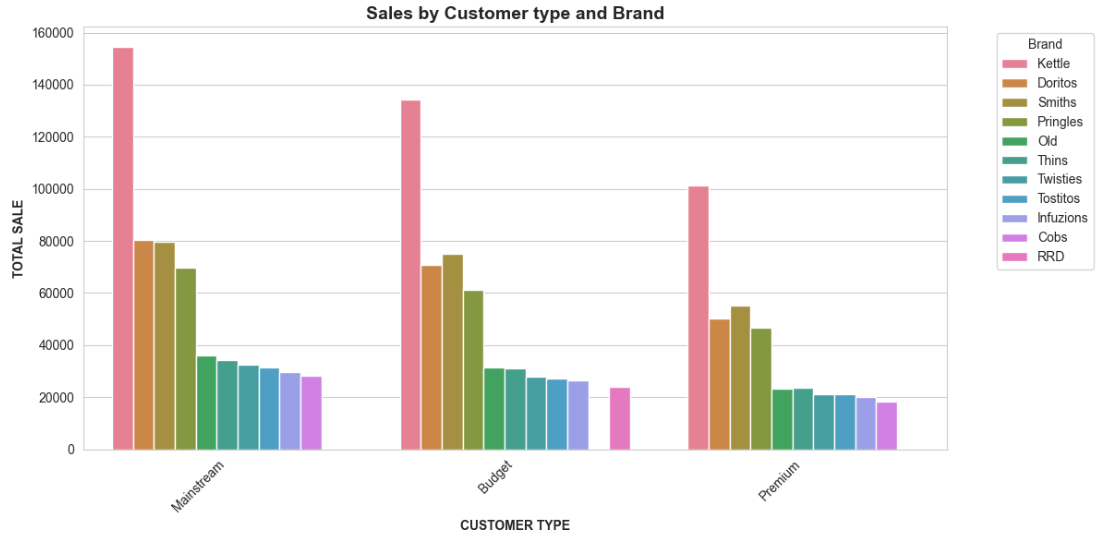 Sales by Customer type and Brand
TOTAL SALE
160000
140000
120000
100000
80000
60000
40000
20000
0
Mainstream
Budget
Premium
CUSTOMER TYPE
Brand
Kettle
Doritos
Smiths
Pringles
Old
Thins
Twisties
Tostitos
Infuzions
Cobs
RRD